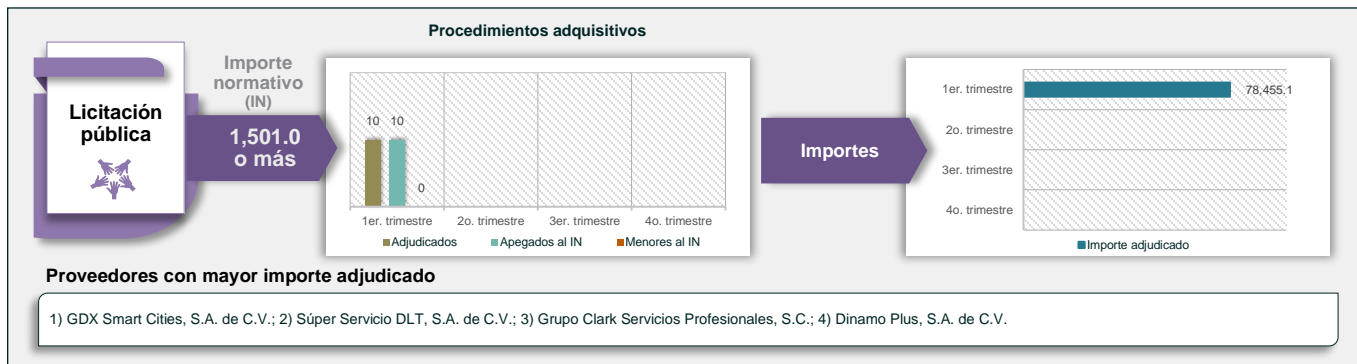 Procedimientos adquisitivos
Licitación
pública
Importe
normativo
(IN)
1,501.0
o más
10 10
0
1er. trimestre 2o. trimestre 3er. trimestre 4o. trimestre
Adjudicados Apegados al IN Menores al IN
Importes
1er. trimestre 78,455.1
2o. trimestre
3er. trimestre
4o. trimestre
Importe adjudicado
Proveedores con mayor importe adjudicado
1) GDX Smart Cities, S.A. de C.V.; 2) Súper Servicio DLT, S.A. de C.V.; 3) Grupo Clark Servicios Profesionales, S.C.; 4) Dinamo Plus, S.A. de C.V.